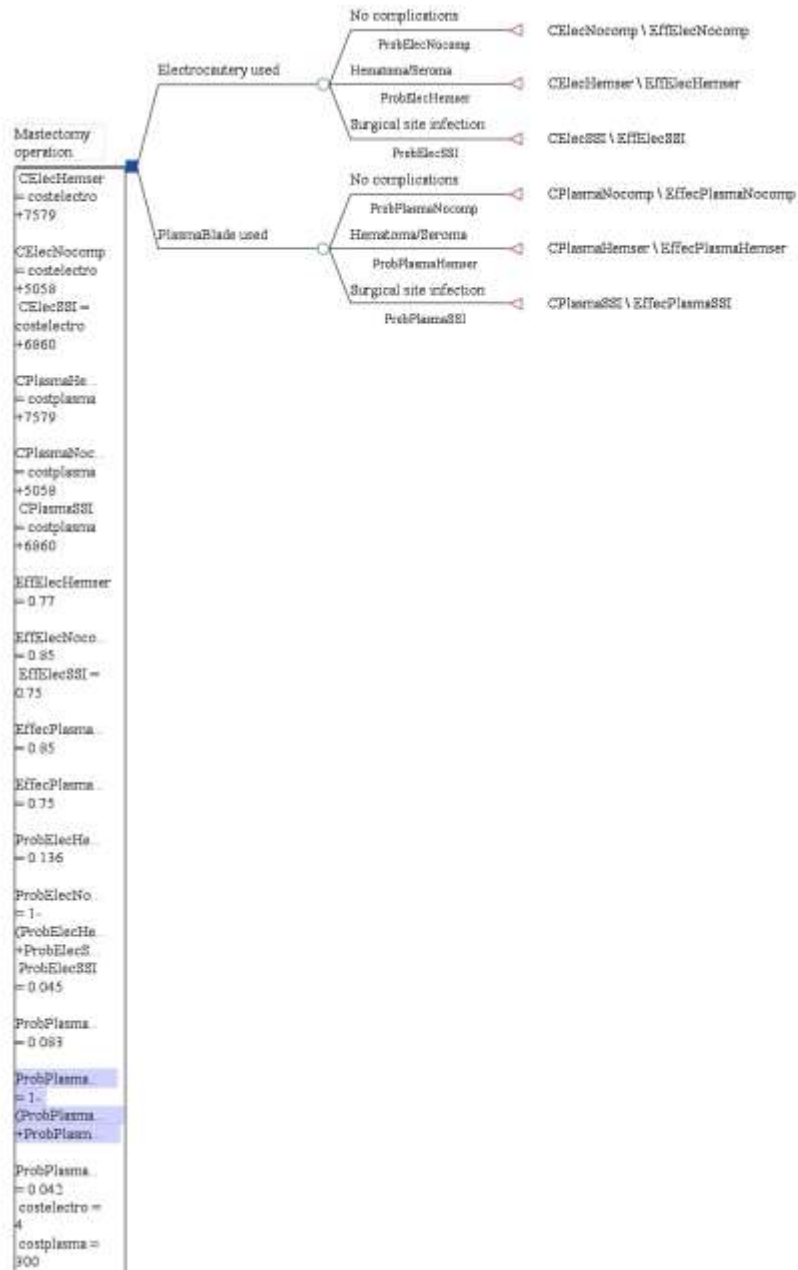 No complications
ProbElecNocomp
CElecNocomp \ EffElecNocomp
Electrocautery used
Hematoma/Seroma
ProbElecHemser
CElecHemser \ EffElecHemser
Surgical site infection
ProbElecSSI
CElecSSI \ EffElecSSI
Mastectomy
operation
No complications
ProbPlasmaNocomp
CPlasmaNocomp \ EffecPlasmaNocomp
PlasmaBlade used
Hematoma/Seroma
ProbPlasmaHemser
CPlasmaHemser \ EffecPlasmaHemser
Surgical site infection
ProbPlasmaSSI
CPlasmaSSI \ EffecPlasmaSSI
CElecHemser
= costelectro
+7579
CElecNocomp
= costelectro
+5058
CElecSSI =
costelectro
+6860
CPlasmaHe...
= costplasma
+7579
CPlasmaNoc...
= costplasma
+5058
CPlasmaSSI
= costplasma
+6860
EffElecHemser
= 0.77
EffElecNoco...
= 0.85
EffElecSSI =
0.75
EffecPlasma...
= 0.85
EffecPlasma...
= 0.75
ProbElecHe...
= 0.136
ProbElecNo...
= 1-
(ProbElecHe...
+ProbElecS...
ProbElecSSI
= 0.045
ProbPlasma...
= 0.083
ProbPlasma...
= 1-
(ProbPlasma...
+ProbPlasm...
ProbPlasma...
= 0.042
costelectro =
4
costplasma =
300